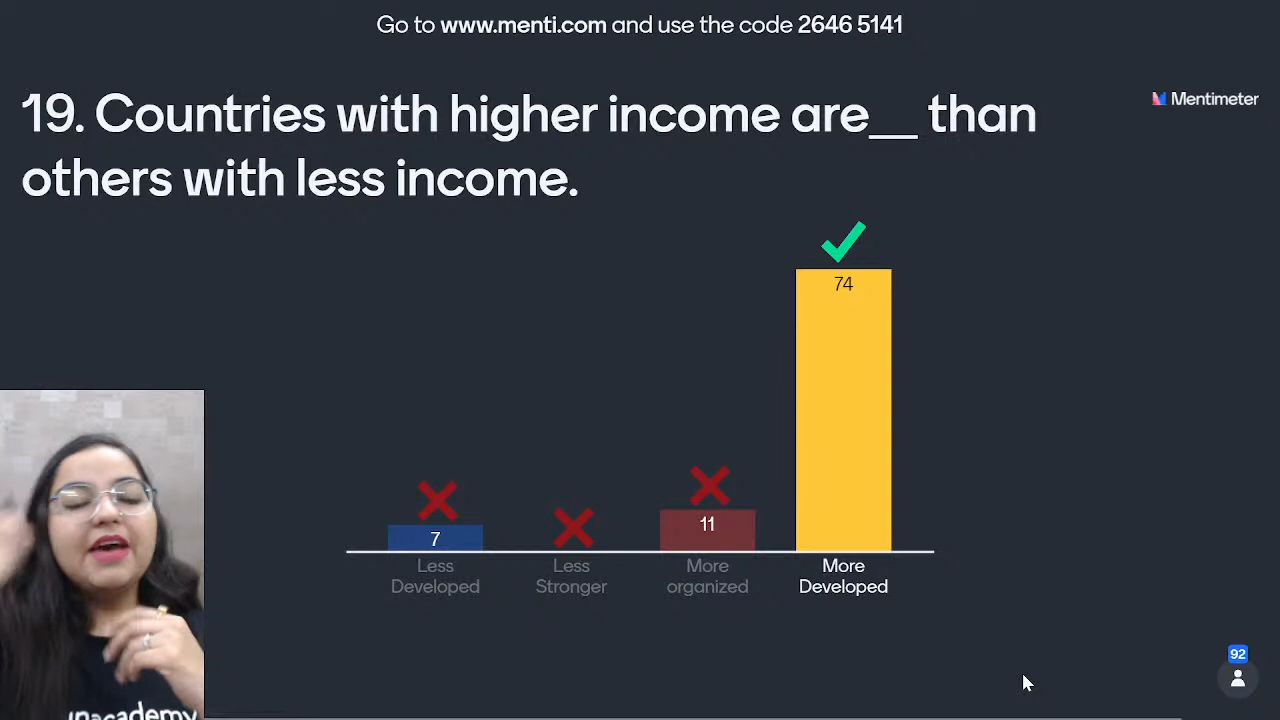 Go to www.menti.com and use the code 2646 5141
Mentimeter
19. Countries with higher income are__ than
others with less income.
74
7
11
Less
Developed
Less
Stronger
More
organized
More
Developed
92
unacademy